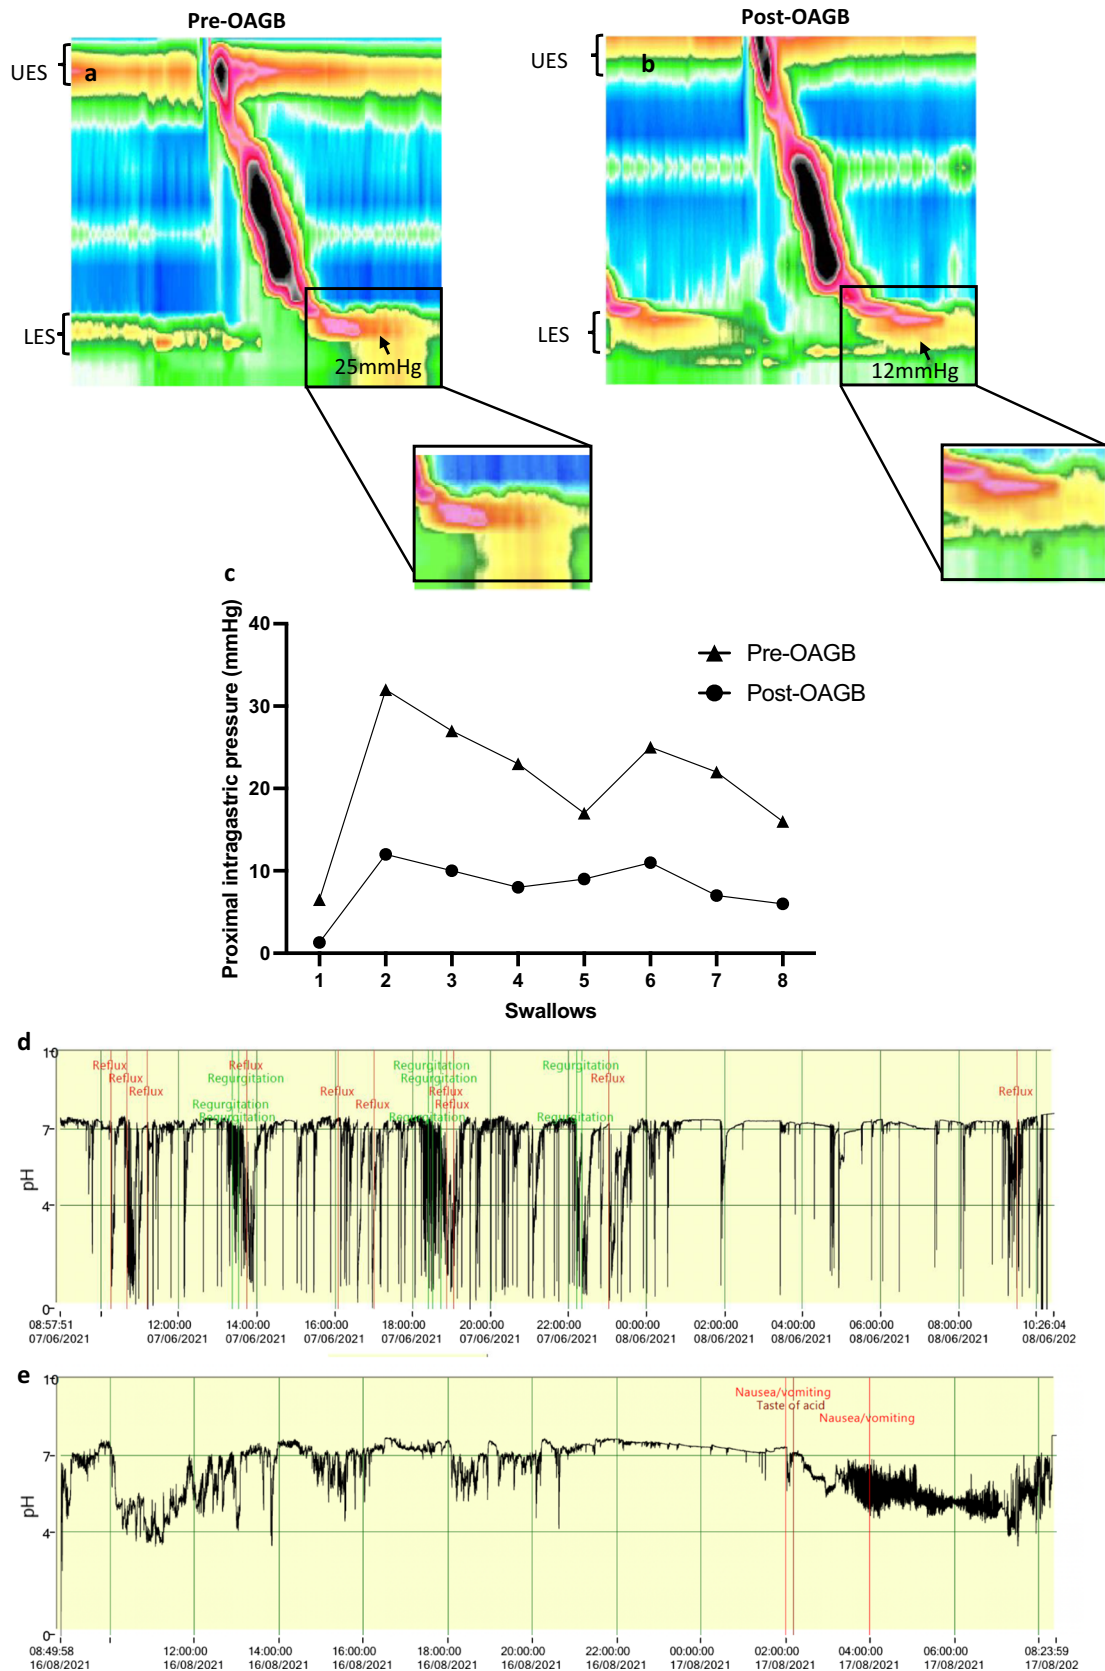 Pre-OAGB
Post-OAGB
UES
a
UES
b
LES
25mmHg
LES
12mmHg
c
Proximal intragastric pressure (mmHg)
40
30
20
10
0
Pre-OAGB
Post-OAGB
1 2 3 4 5 6 7 8
Swallows
d
10
7
4
0
pH
Reflux Reflux Regurgitation Regurgitation
Reflux Regurgitation Regurgitation Reflux
Reflux Reflux Reflux Reflux
Regurgitation Reflux Reflux
Regurgitation Regurgitation Regurgitation
08:57:51 12:00:00 14:00:00 16:00:00 18:00:00 20:00:00 22:00:00 00:00:00 02:00:00 04:00:00 06:00:00 08:00:00 10:26:04
07/06/2021 07/06/2021 07/06/2021 07/06/2021 07/06/2021 07/06/2021 07/06/2021 08/06/2021 08/06/2021 08/06/2021 08/06/2021 08/06/2021 08/06/202
e
10
7
4
0
pH
Nausea/vomiting
Taste of acid
Nausea/vomiting
08:49:58 12:00:00 14:00:00 16:00:00 18:00:00 20:00:00 22:00:00 00:00:00 02:00:00 04:00:00 06:00:00 08:23:59
16/08/2021 16/08/2021 16/08/2021 16/08/2021 16/08/2021 16/08/2021 16/08/2021 17/08/2021 17/08/2021 17/08/2021 17/08/2021 17/08/202